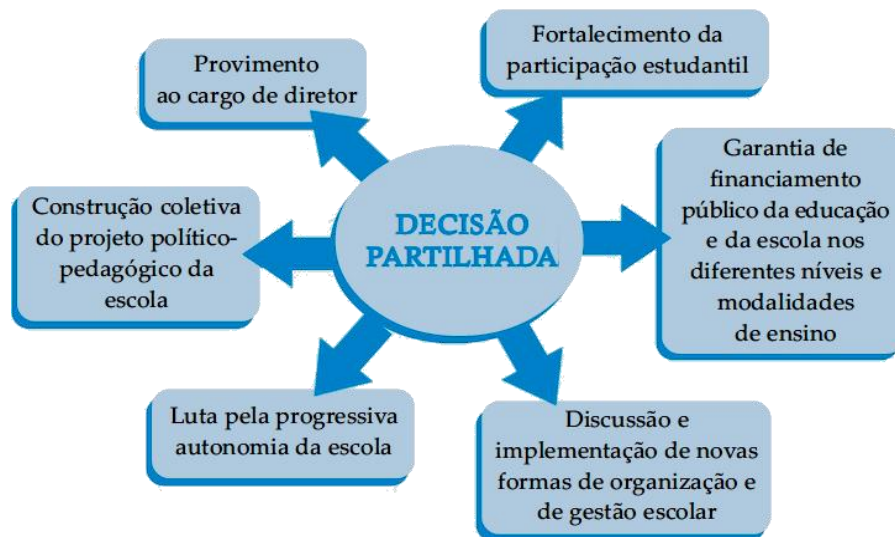 Provimento
ao cargo de diretor
Fortalecimento da
participação estudantil
Construção coletiva
do projeto político-
pedagógico da
escola
DECISÃO
PARTILHADA
Garantia de
financiamento
público da educação
e da escola nos
diferentes níveis e
modalidades
de ensino
Luta pela progressiva
autonomia da escola
Discussão e
implementação de novas
formas de organização e
de gestão escolar